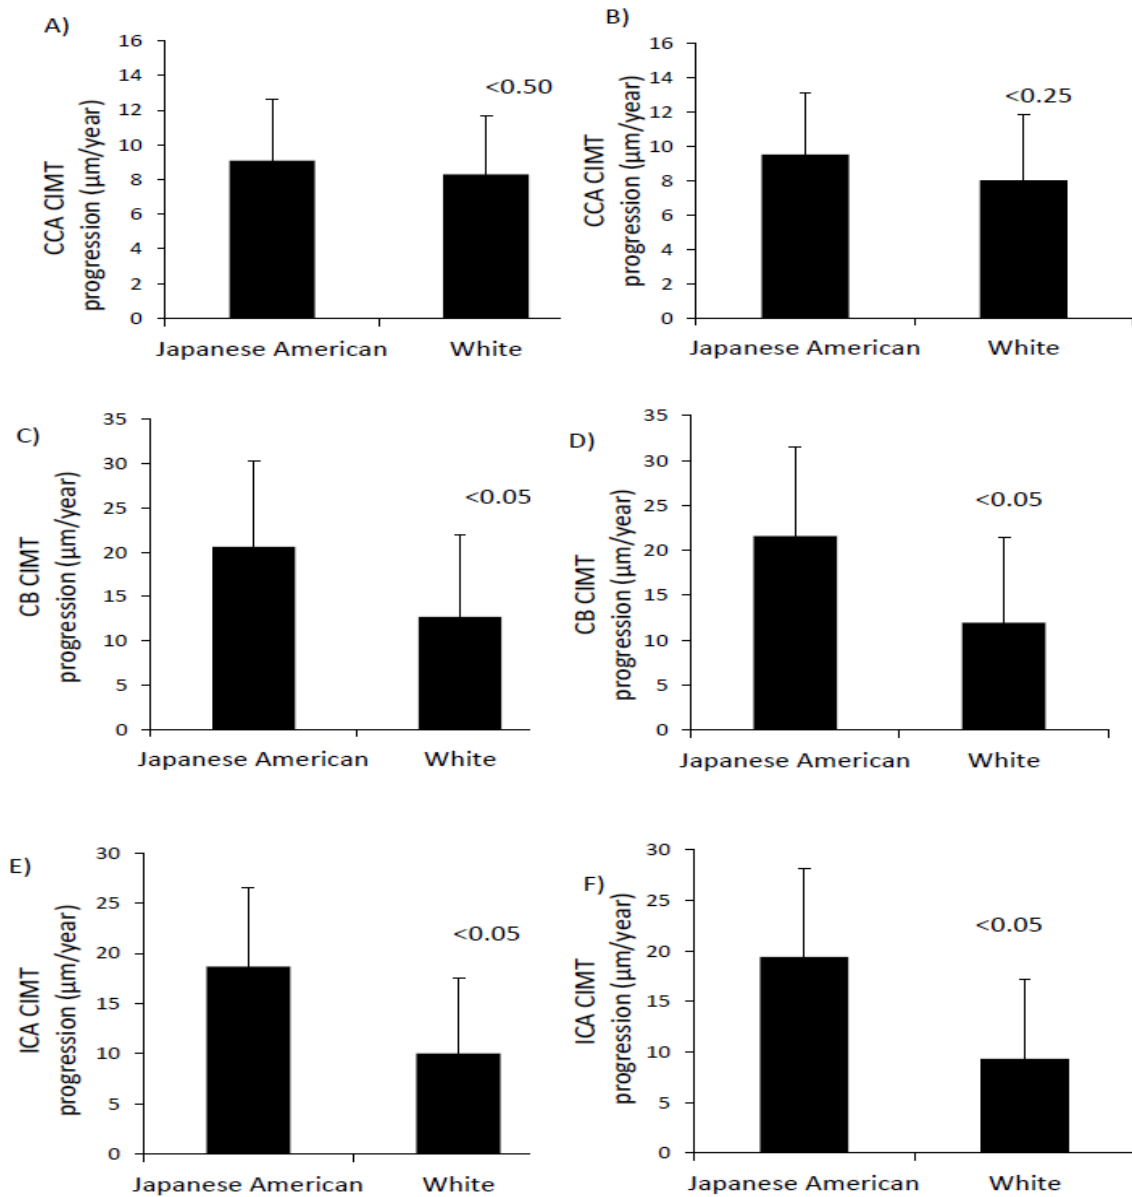 A)
CCA CIMT
progression (µm/year)
16
14
12
10
8
6
4
2
0
<0.50
Japanese American
White
B)
CCA CIMT
progression (µm/year)
16
14
12
10
8
6
4
2
0
<0.25
Japanese American
White
C)
CB CIMT
progression (µm/year)
35
30
25
20
15
10
5
0
<0.05
Japanese American
White
D)
CB CIMT
progression (µm/year)
35
30
25
20
15
10
5
0
<0.05
Japanese American
White
E)
ICA CIMT
progression (µm/year)
30
25
20
15
10
5
0
<0.05
Japanese American
White
F)
ICA CIMT
progression (µm/year)
30
25
20
15
10
5
0
<0.05
Japanese American
White